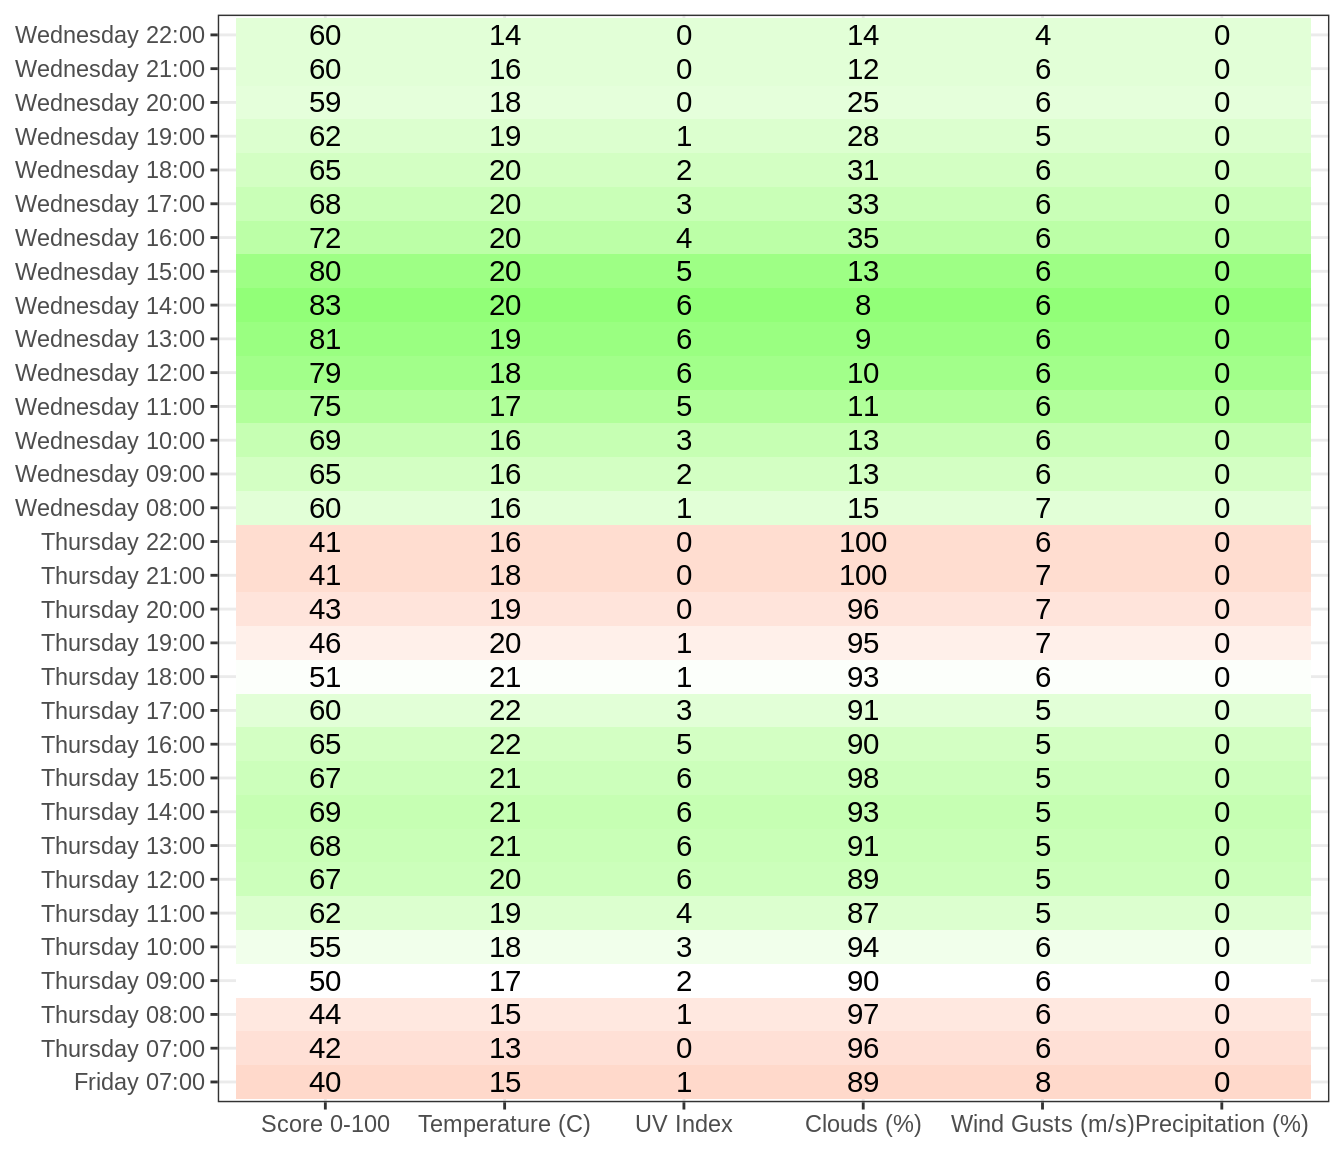 Wednesday 22:00 60 14 0 14 4 0
Wednesday 21:00 60 16 0 12 6 0
Wednesday 20:00 59 18 0 25 6 0
Wednesday 19:00 62 19 1 28 5 0
Wednesday 18:00 65 20 2 31 6 0
Wednesday 17:00 68 20 3 33 6 0
Wednesday 16:00 72 20 4 35 6 0
Wednesday 15:00 80 20 5 13 6 0
Wednesday 14:00 83 20 6 8 6 0
Wednesday 13:00 81 19 6 9 6 0
Wednesday 12:00 79 18 6 10 6 0
Wednesday 11:00 75 17 5 11 6 0
Wednesday 10:00 69 16 3 13 6 0
Wednesday 09:00 65 16 2 13 6 0
Wednesday 08:00 60 16 1 15 7 0
Thursday 22:00 41 16 0 100 6 0
Thursday 21:00 41 18 0 100 7 0
Thursday 20:00 43 19 0 96 7 0
Thursday 19:00 46 20 1 95 7 0
Thursday 18:00 51 21 1 93 6 0
Thursday 17:00 60 22 3 91 5 0
Thursday 16:00 65 22 5 90 5 0
Thursday 15:00 67 21 6 98 5 0
Thursday 14:00 69 21 6 93 5 0
Thursday 13:00 68 21 6 91 5 0
Thursday 12:00 67 20 6 89 5 0
Thursday 11:00 62 19 4 87 5 0
Thursday 10:00 55 18 3 94 6 0
Thursday 09:00 50 17 2 90 6 0
Thursday 08:00 44 15 1 97 6 0
Thursday 07:00 42 13 0 96 6 0
Friday 07:00 40 15 1 89 8 0
Score 0-100 Temperature (C) UV Index Clouds (%) Wind Gusts (m/s) Precipitation (%)